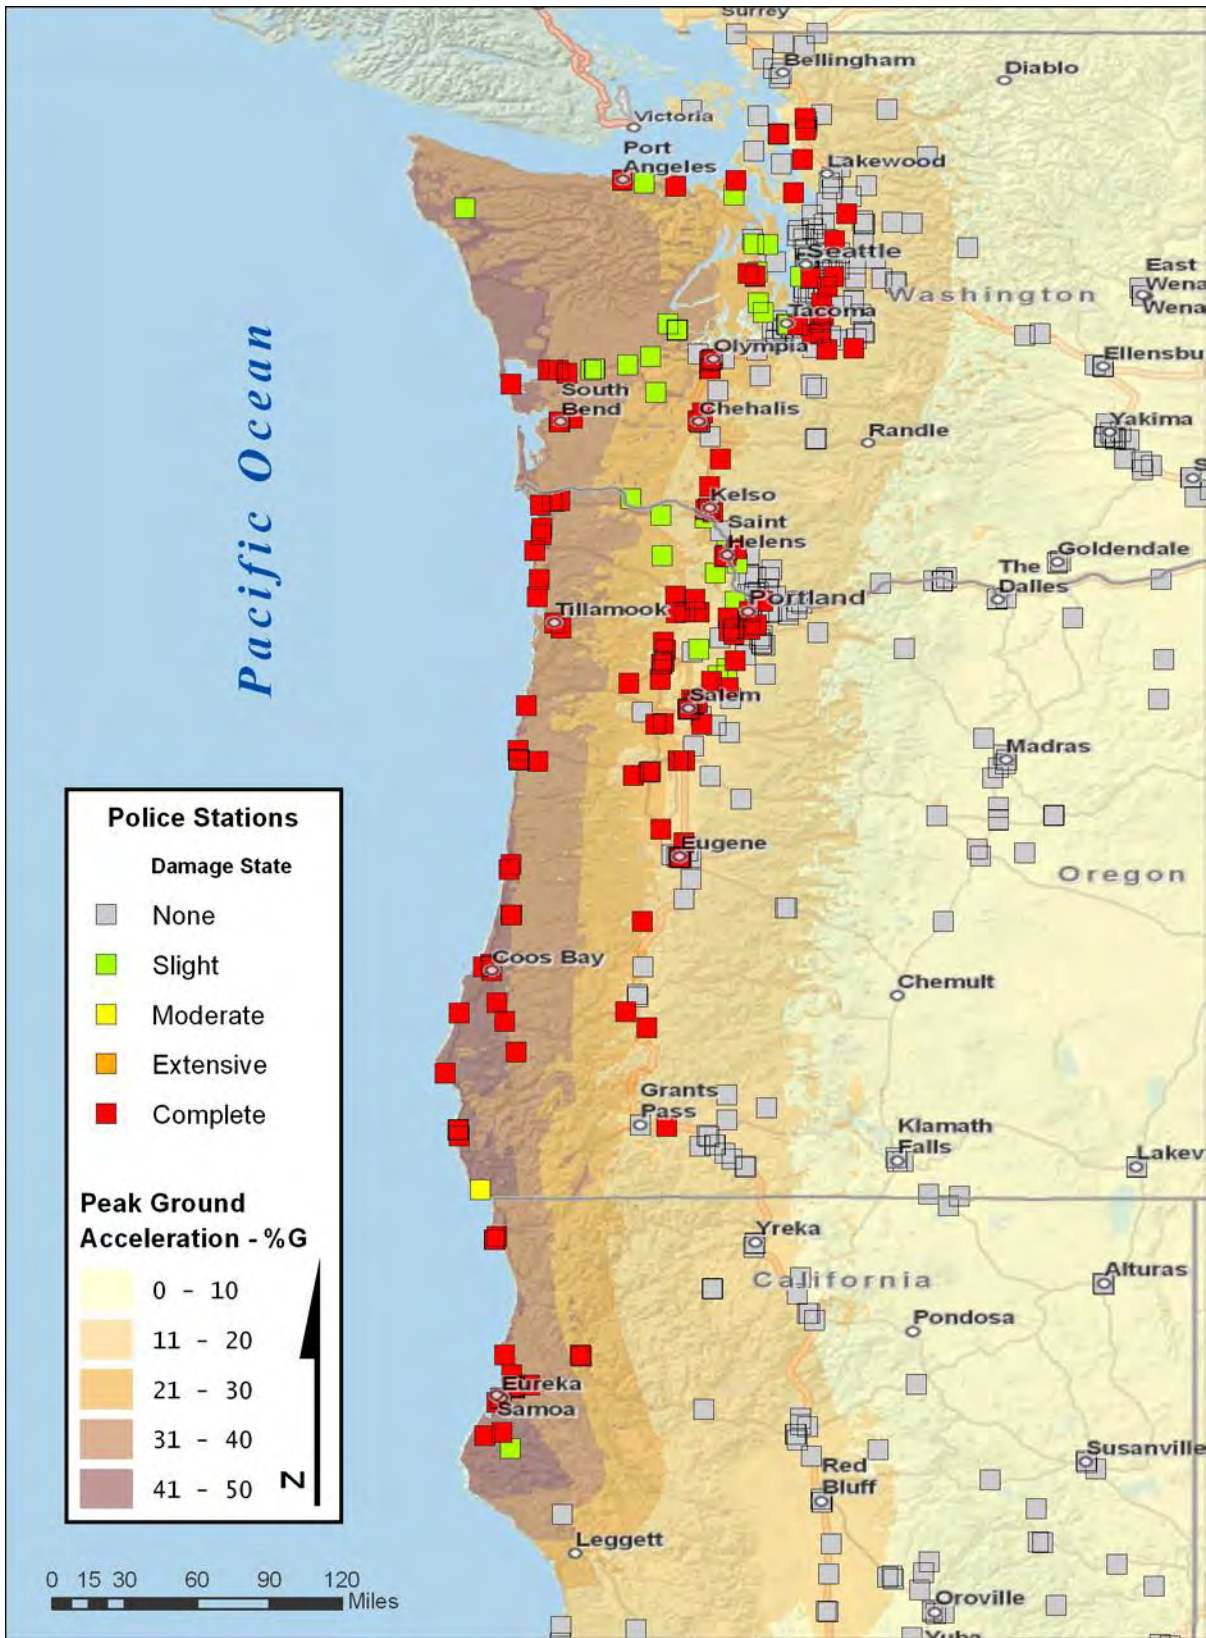 Surrey
Bellingham
Diablo
Victoria
Port
Angeles
Lakewood
Seattle
East
Wena
Wena
Washington
Tacoma
Olympia
Ellensbu
South
Bend
Chehalis
Randle
Yakima
S
Kelso
Saint
Helens
Goldendale
The
Dalles
Portland
Tillamook
Pacific Ocean
Salem
Madras
Eugene
Oregon
Coos Bay
Chemult
Grants
Pass
Klamath
Falls
Lakev
Yreka
California
Alturas
Pondosa
Eureka
Samoa
Susanville
Red
Bluff
Leggett
Oroville
Yuba
Police Stations
Damage State
None
Slight
Moderate
Extensive
Complete
Peak Ground
Acceleration - %G
0 - 10
11 - 20
21 - 30
31 - 40
41 - 50
N
0 15 30 60 90 120
Miles